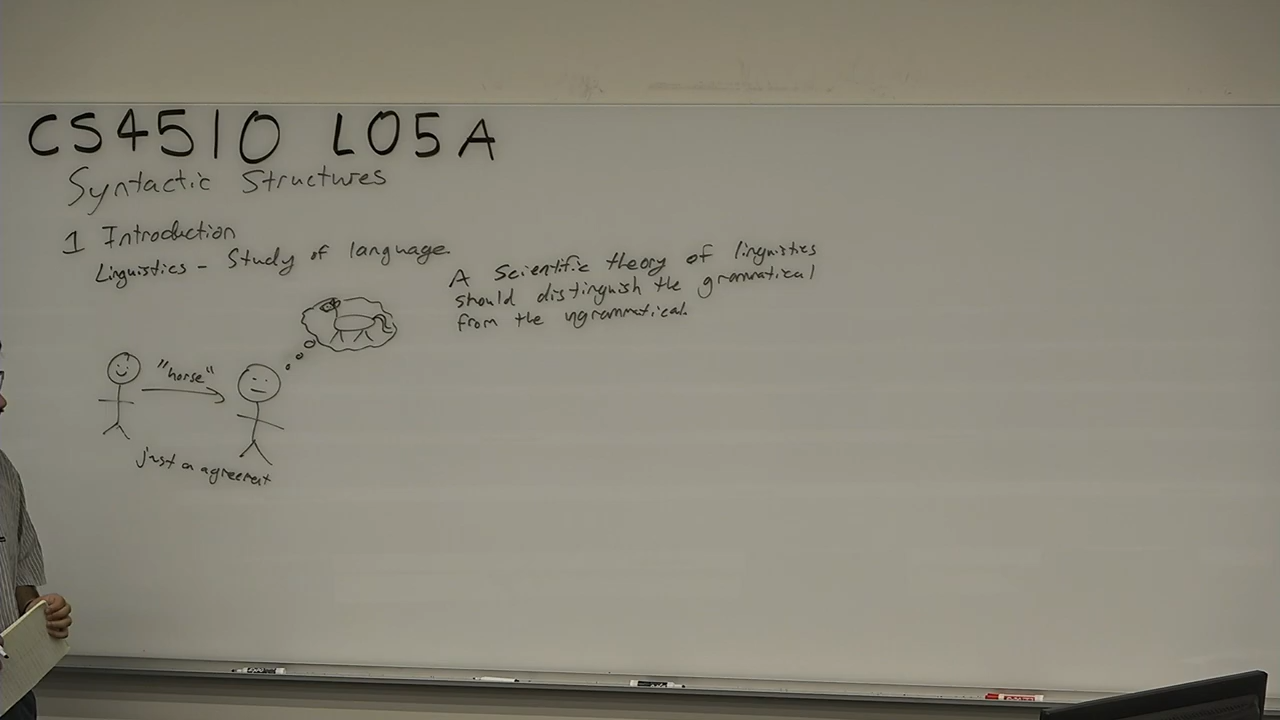 CS4510 L05A
Syntactic Structures
1 Introduction
Linguistics - Study of language
A scientific theory of linguistics
should distinguish the grammatical
from the ungrammatical.
"horse"
just an agreement